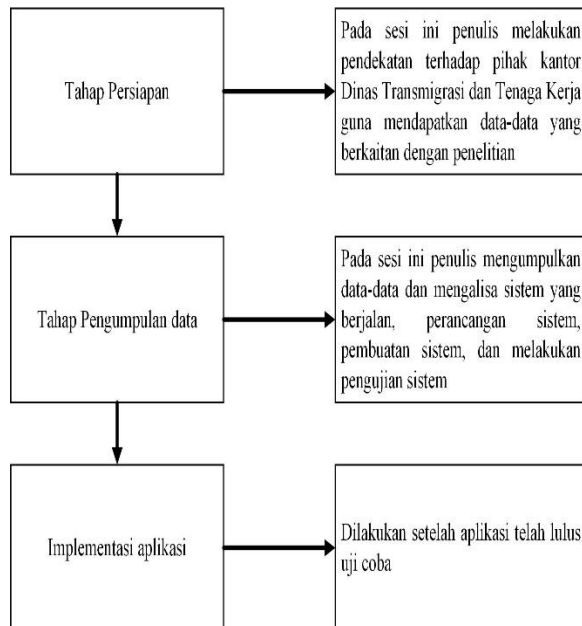 Tahap Persiapan
Pada sesi ini penulis melakukan
pendekatan terhadap pihak kantor
Dinas Transmigrasi dan Tenaga Kerja
guna mendapatkan data-data yang
berkaitan dengan penelitian
Tahap Pengumpulan data
Pada sesi ini penulis mengumpulkan
data-data dan mengalisa sistem yang
berjalan, perancangan sistem,
pembuatan sistem, dan melakukan
pengujian sistem
Implementasi aplikasi
Dilakukan setelah aplikasi telah lulus
uji coba